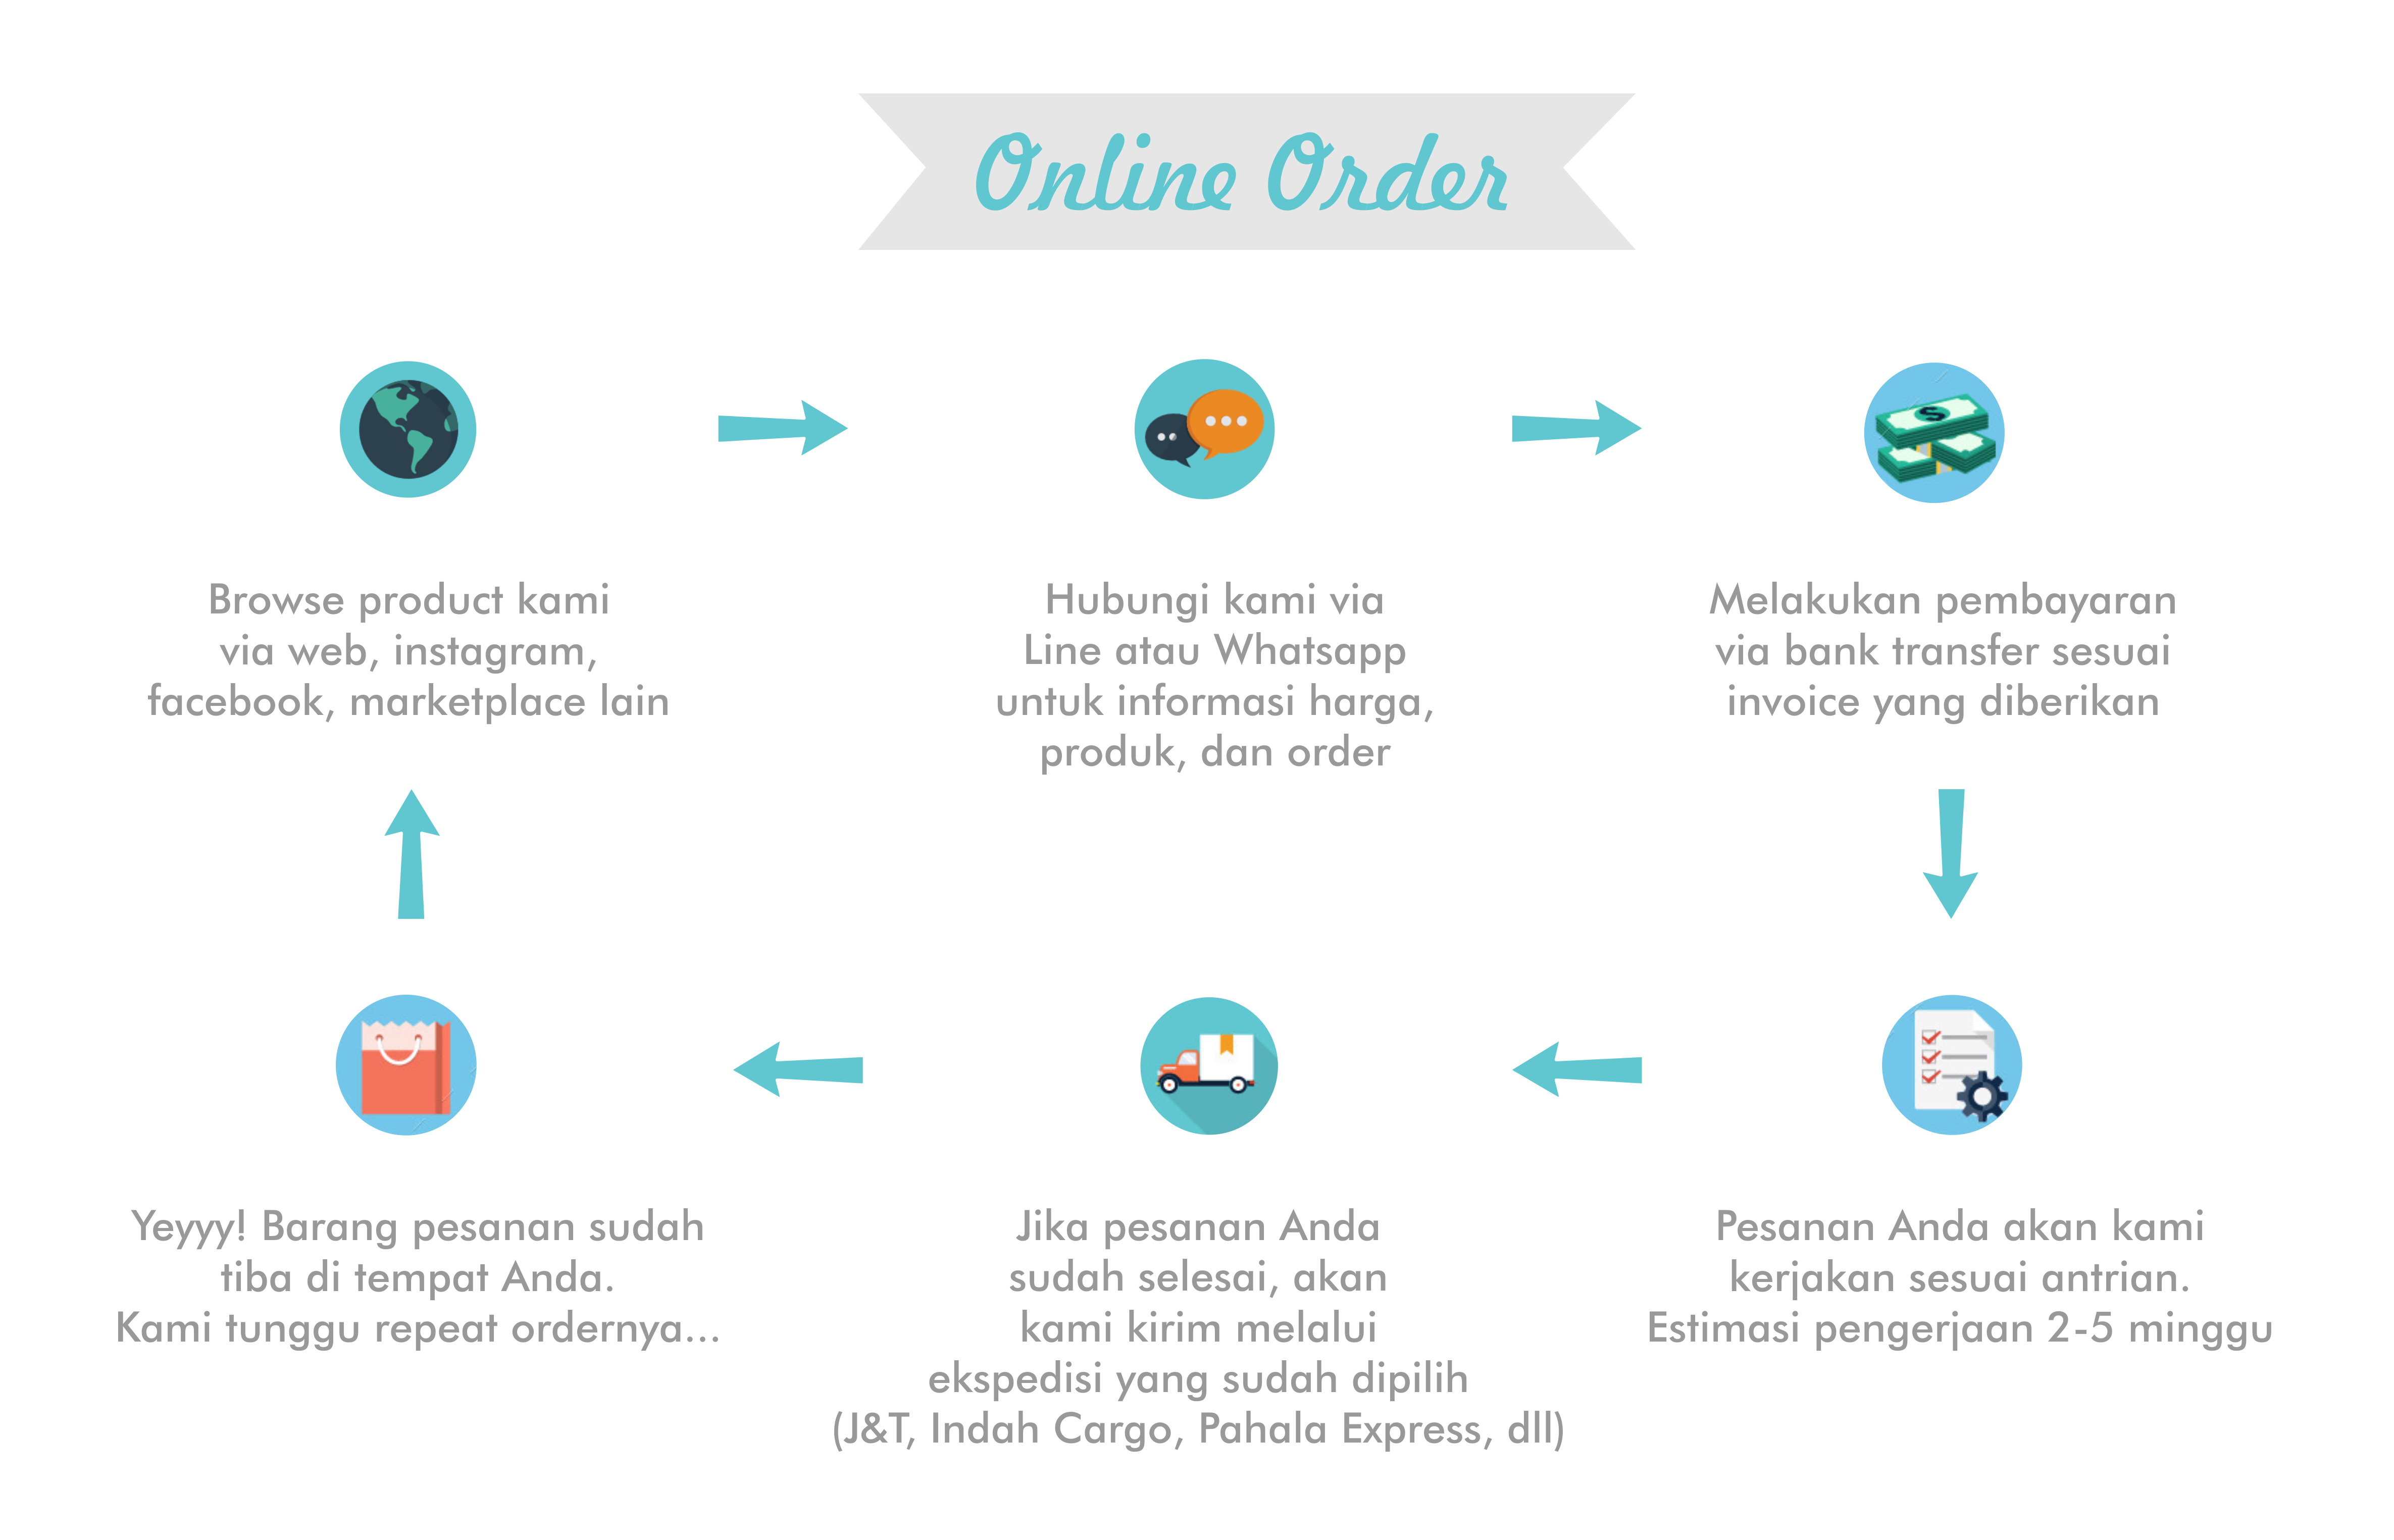 Online Order
Browse product kami
via web, instagram,
facebook, marketplace lain
Hubungi kami via
Line atau Whatsapp
untuk informasi harga,
produk, dan order
Melakukan pembayaran
via bank transfer sesuai
invoice yang diberikan
Pesanan Anda akan kami
kerjakan sesuai antrian.
Estimasi pengerjaan 2-5 minggu
Jika pesanan Anda
sudah selesai, akan
kami kirim melalui
ekspedisi yang sudah dipilih
(J&T, Indah Cargo, Pahala Express, dll)
Yeyyy! Barang pesanan sudah
tiba di tempat Anda.
Kami tunggu repeat ordernya...